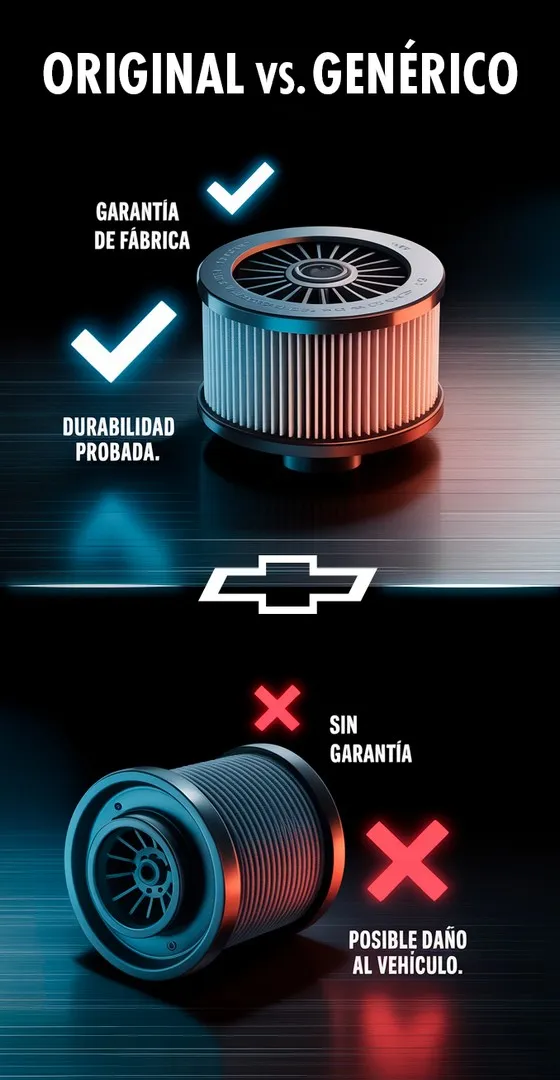 ORIGINAL VS. GENÉRICO
GARANTÍA
DE FÁBRICA
DURABILIDAD
PROBADA.
SIN
GARANTÍA
POSIBLE DAÑO
AL VEHÍCULO.